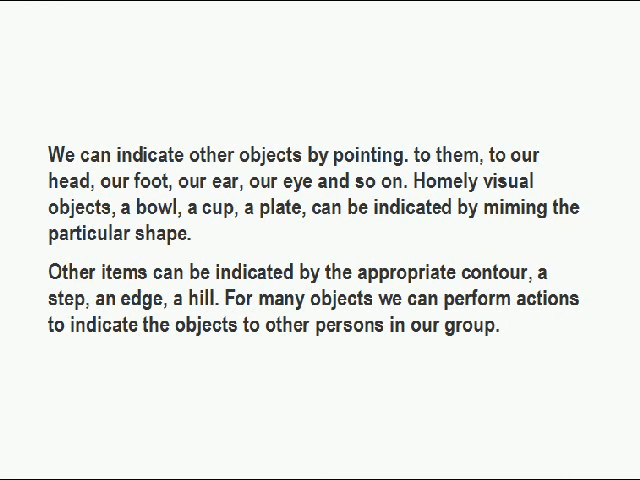 We can indicate other objects by pointing. to them, to our
head, our foot, our ear, our eye and so on. Homely visual
objects, a bowl, a cup, a plate, can be indicated by miming the
particular shape.
Other items can be indicated by the appropriate contour, a
step, an edge, a hill. For many objects we can perform actions
to indicate the objects to other persons in our group.